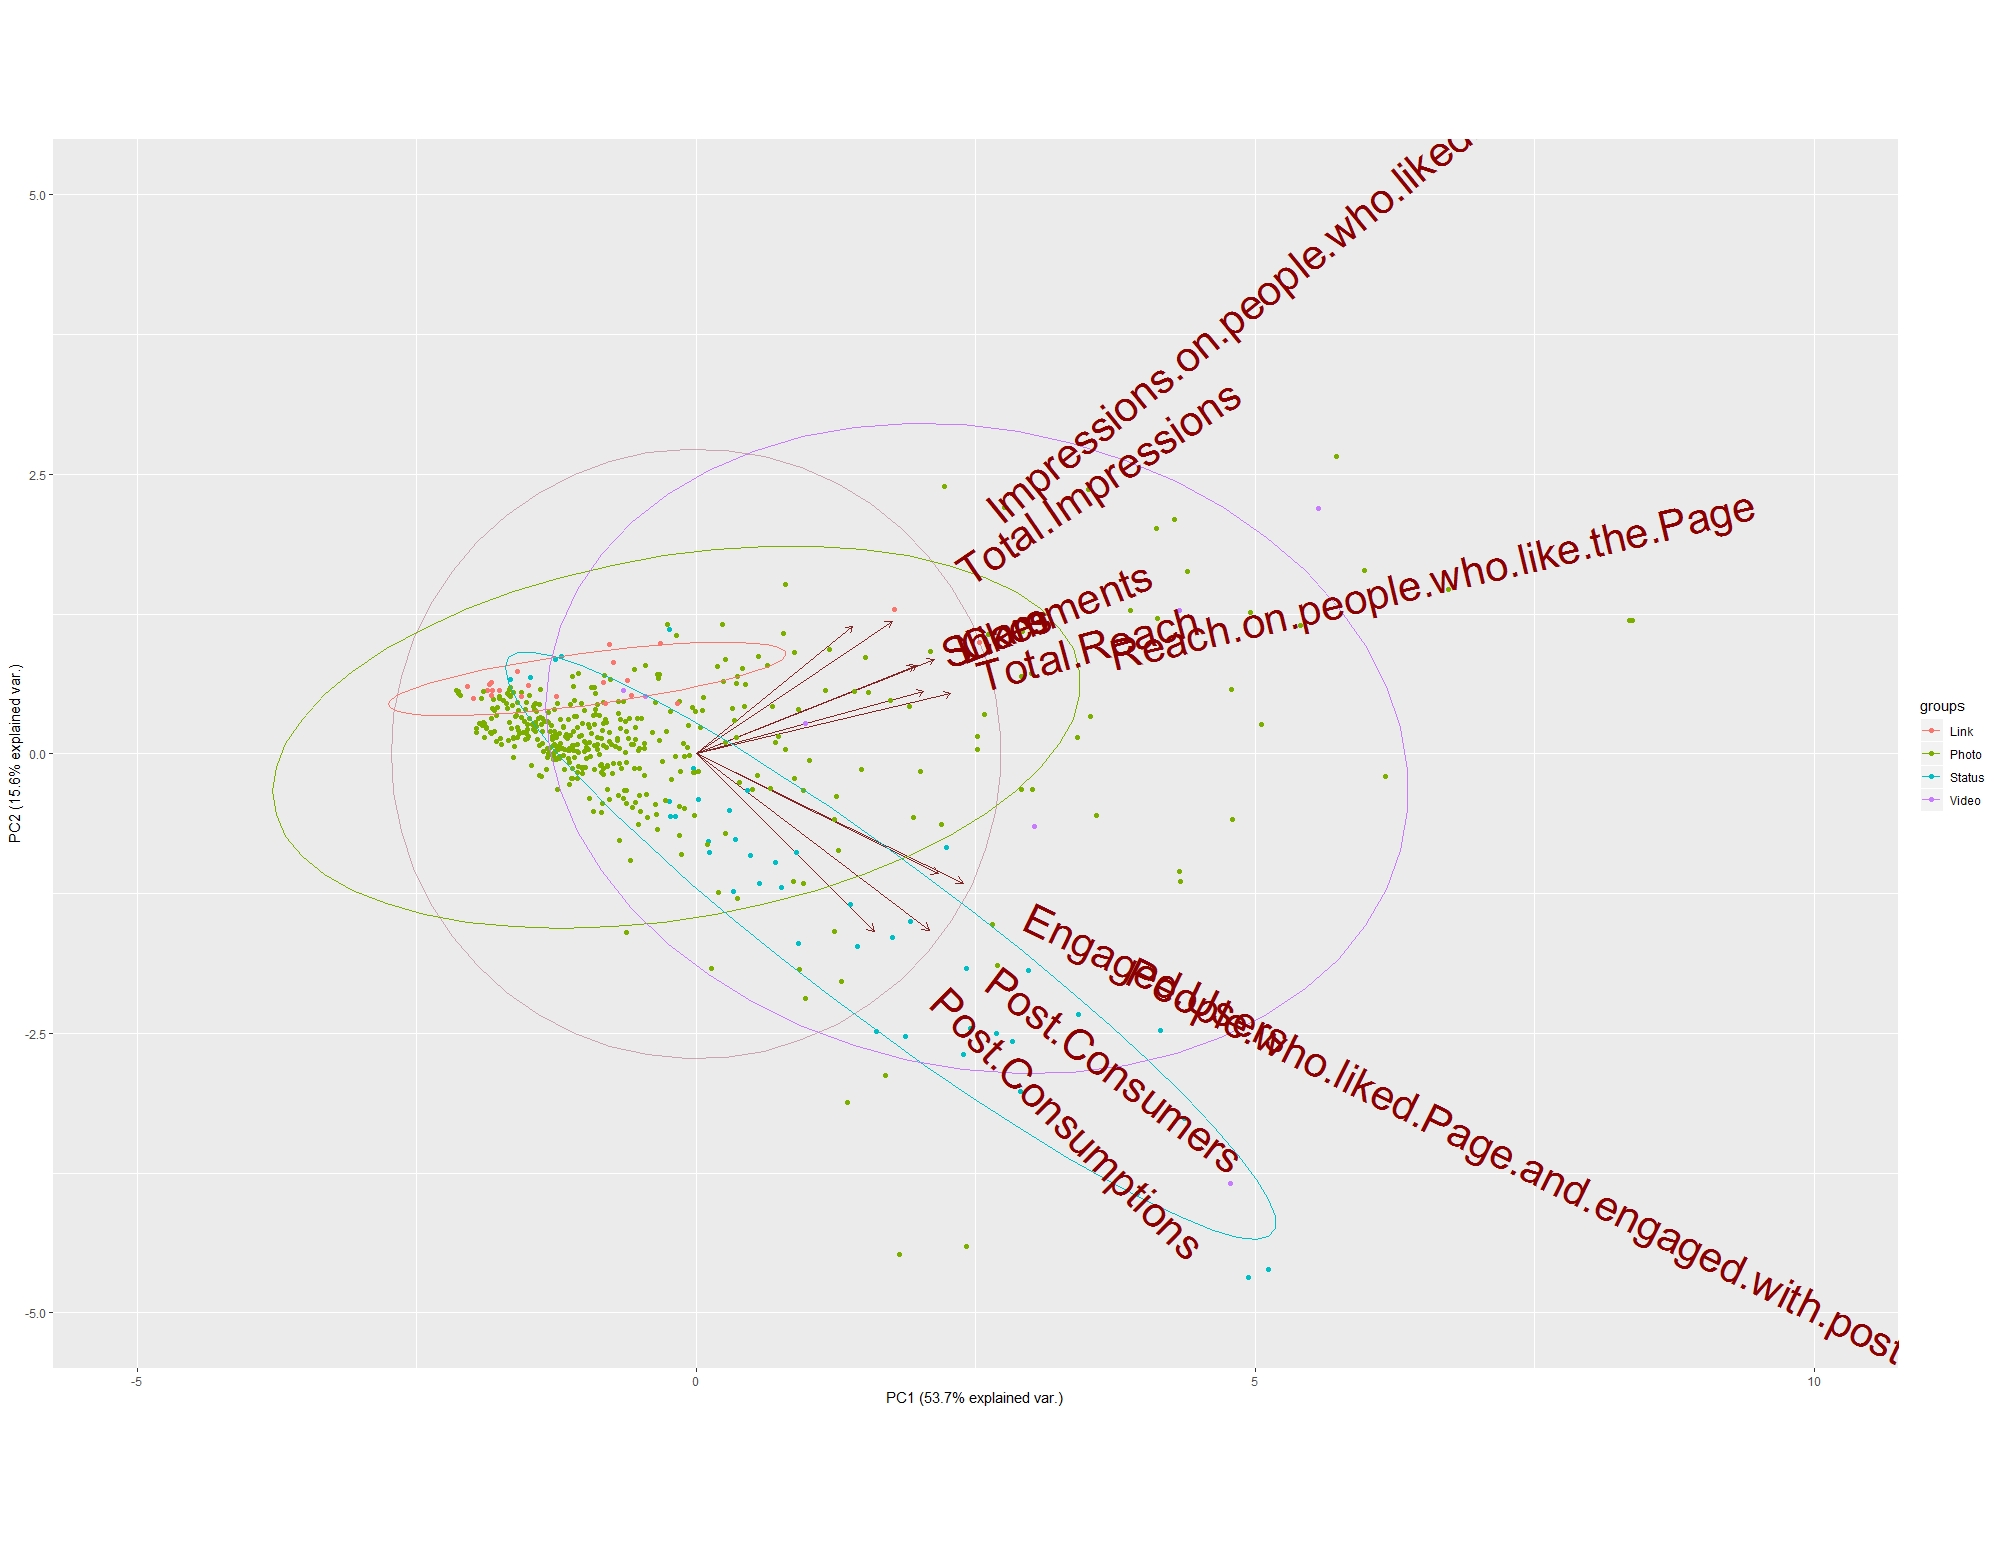 5.0
2.5
0.0
-2.5
-5.0
PC2 (15.6% explained var.)
Impressions.on.people.who.liked
Total.Impressions
Comments
Total.Reach
Reach.on.people.who.like.the.Page
Engaged.Users
People.who.liked.Page.and.engaged.with.post
Post.Consumers
Post.Consumptions
-5
0
5
10
PC1 (53.7% explained var.)
groups
Link
Photo
Status
Video